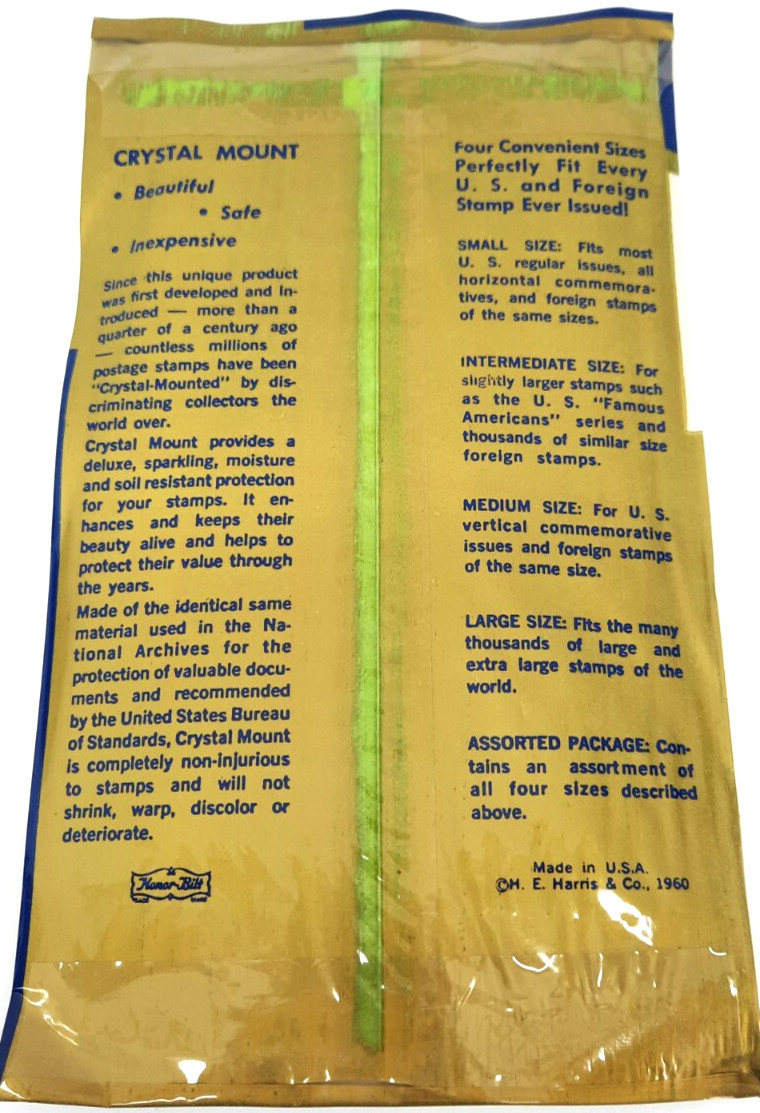 CRYSTAL MOUNT
• Beautiful
• Safe
• Inexpensive
Since this unique product
was first developed and in-
troduced — more than a
quarter of a century ago
— countless millions of
postage stamps have been
"Crystal-Mounted" by dis-
criminating collectors the
world over.
Crystal Mount provides a
deluxe, sparkling, moisture
and soil resistant protection
for your stamps. It en-
hances and keeps their
beauty alive and helps to
protect their value through
the years.
Made of the identical same
material used in the Na-
tional Archives for the
protection of valuable docu-
ments and recommended
by the United States Bureau
of Standards, Crystal Mount
is completely non-injurious
to stamps and will not
shrink, warp, discolor or
deteriorate.
Honor-Bilt
Four Convenient Sizes
Perfectly Fit Every
U. S. and Foreign
Stamp Ever Issued!
SMALL SIZE: Fits most
U. S. regular issues, all
horizontal commemora-
tives, and foreign stamps
of the same sizes.
INTERMEDIATE SIZE: For
slightly larger stamps such
as the U. S. "Famous
Americans" series and
thousands of similar size
foreign stamps.
MEDIUM SIZE: For U. S.
vertical commemorative
issues and foreign stamps
of the same size.
LARGE SIZE: Fits the many
thousands of large and
extra large stamps of the
world.
ASSORTED PACKAGE: Con-
tains an assortment of
all four sizes described
above.
Made in U.S.A.
©H. E. Harris & Co., 1960